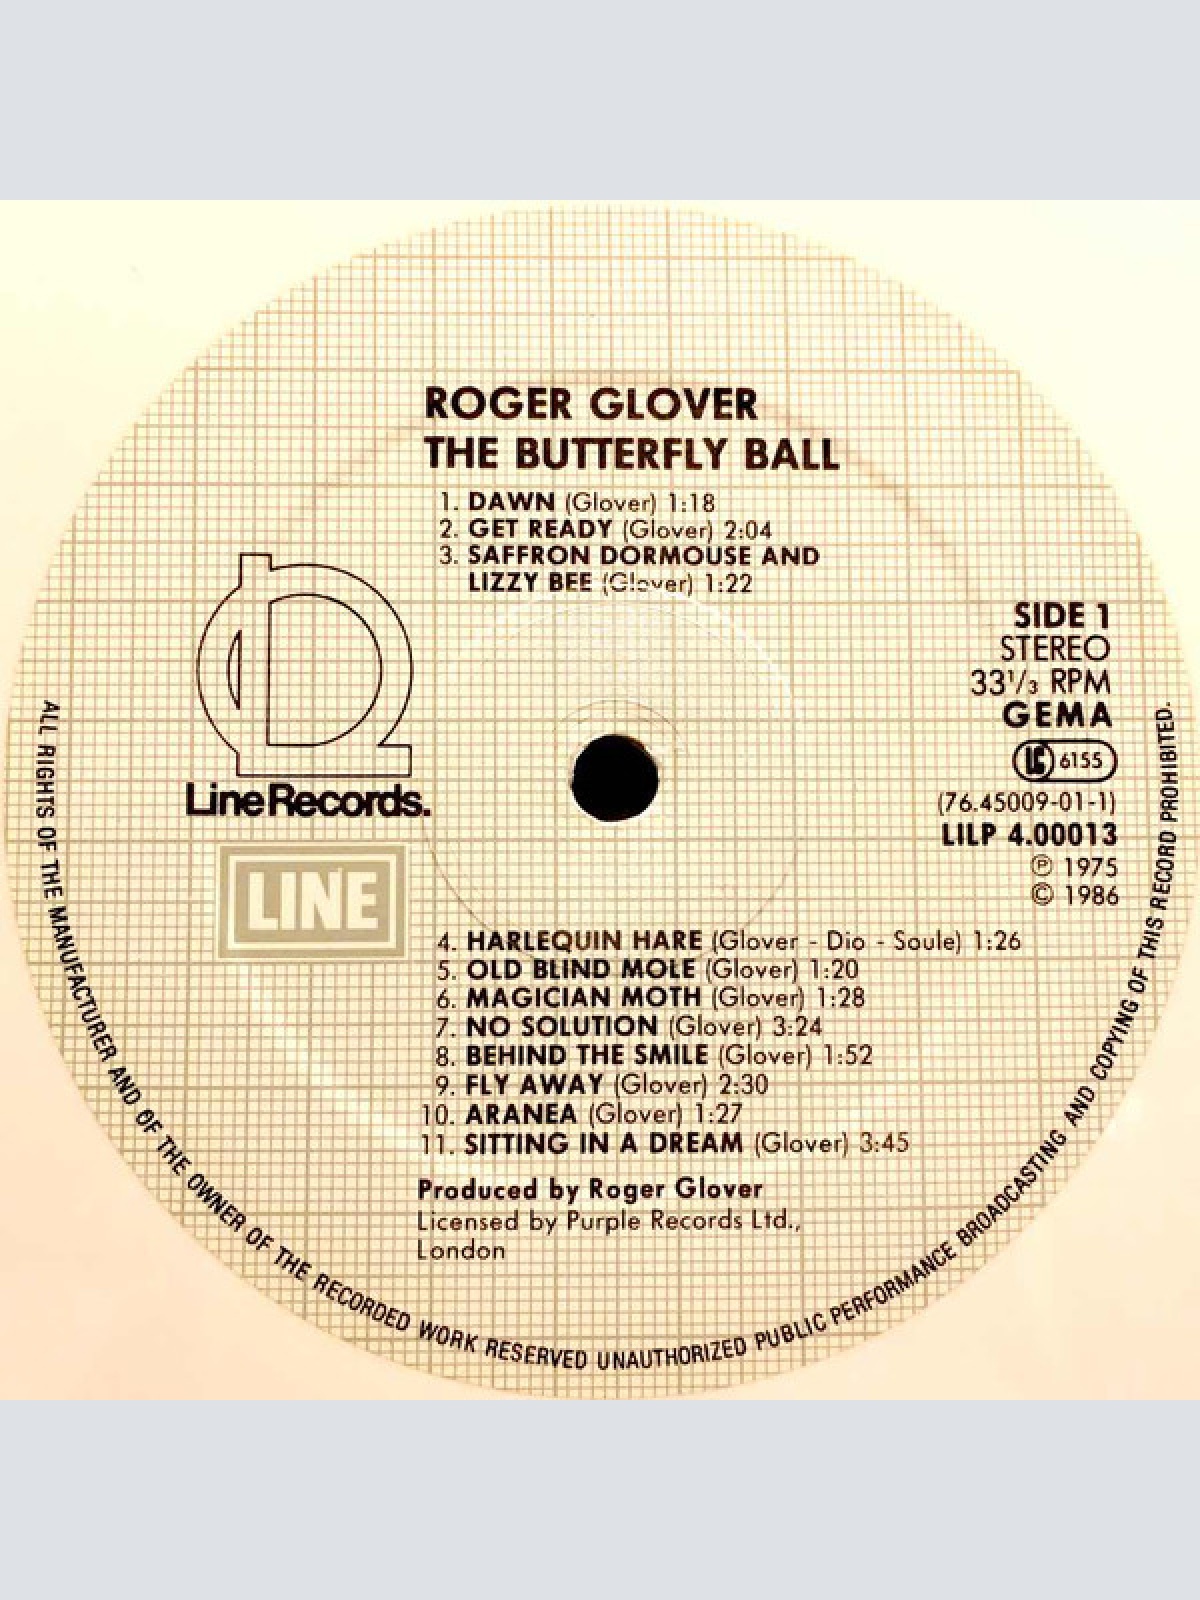 ROGER GLOVER
THE BUTTERFLY BALL
1. DAWN (Glover) 1:18
2. GET READY (Glover) 2:04
3. SAFFRON DORMOUSE AND
LIZZY BEE (Glover) 1:22
SIDE 1
STEREO
33 1/3 RPM
GEMA
LC 6155
(76.45009-01-1)
LILP 4.00013
℗ 1975
© 1986
Line Records.
LINE
4. HARLEQUIN HARE (Glover - Dio - Soule) 1:26
5. OLD BLIND MOLE (Glover) 1:20
6. MAGICIAN MOTH (Glover) 1:28
7. NO SOLUTION (Glover) 3:24
8. BEHIND THE SMILE (Glover) 1:52
9. FLY AWAY (Glover) 2:30
10. ARANEA (Glover) 1:27
11. SITTING IN A DREAM (Glover) 3:45
Produced by Roger Glover
Licensed by Purple Records Ltd.,
London
ALL RIGHTS OF THE MANUFACTURER AND OF THE OWNER OF THE RECORDED WORK RESERVED UNAUTHORIZED PUBLIC PERFORMANCE BROADCASTING AND COPYING OF THIS RECORD PROHIBITED.